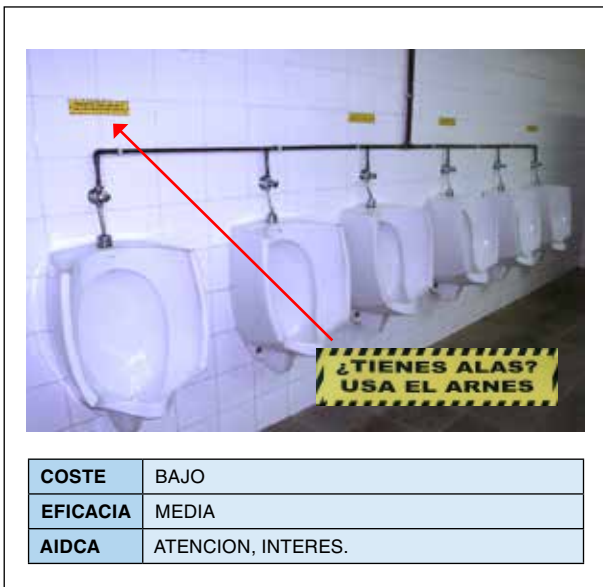 ¿TIENES ALAS?
USA EL ARNES
COSTE BAJO
EFICACIA MEDIA
AIDCA ATENCION, INTERES.